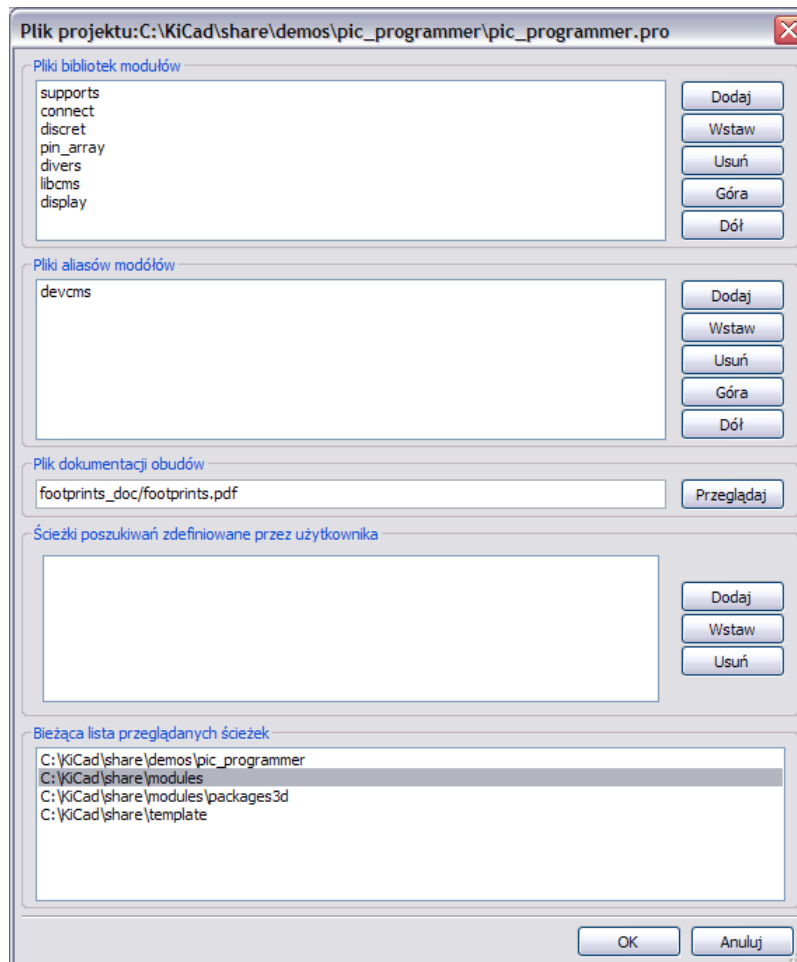 Plik projektu:C:\KiCad\share\demos\pic_programmer\pic_programmer.pro
Pliki bibliotek modułów
supports
connect
discret
pin_array
divers
libcms
display
Dodaj
Wstaw
Usuń
Góra
Dół
Pliki aliasów modółów
devcms
Dodaj
Wstaw
Usuń
Góra
Dół
Plik dokumentacji obudów
footprints_doc/footprints.pdf
Przeglądaj
Ścieżki poszukiwań zdefiniowane przez użytkownika
Dodaj
Wstaw
Usuń
Bieżąca lista przeglądanych ścieżek
C:\KiCad\share\demos\pic_programmer
C:\KiCad\share\modules
C:\KiCad\share\modules\packages3d
C:\KiCad\share\template
OK
Anuluj